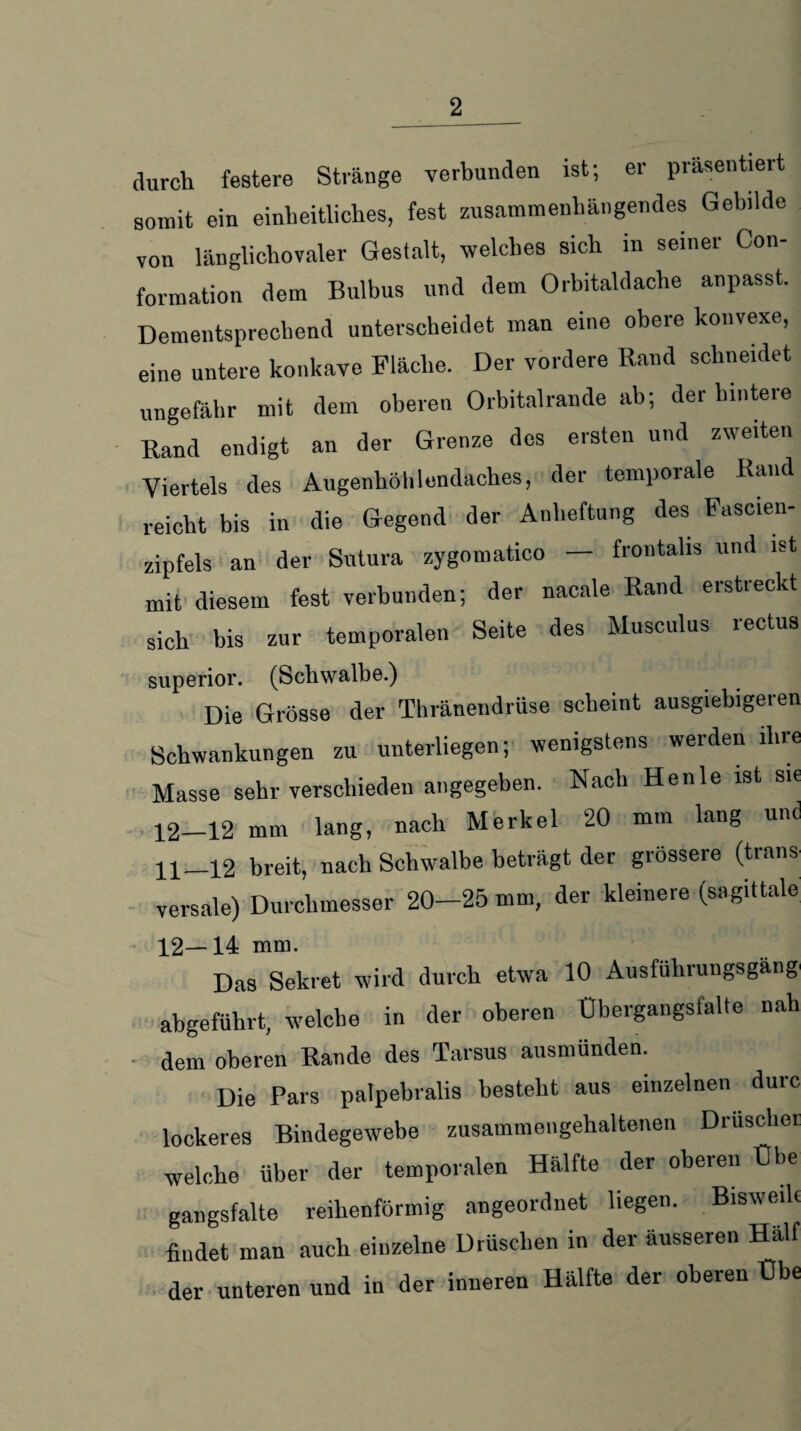 2
durch festere Stränge verbunden ist; er präsentiert
somit ein einheitliches, fest zusammenhängendes Gebilde
von länglichovaler Gestalt, welches sich in seiner Con-
formation dem Bulbus und dem Orbitaldache anpasst.
Dementsprechend unterscheidet man eine obere konvexe,
eine untere konkave Fläche. Der vordere Rand schneidet
ungefähr mit dem oberen Orbitalrande ab; der hintere
Rand endigt an der Grenze des ersten und zweiten
Viertels des Augenhöhlendaches, der temporale Rand
reicht bis in die Gegend der Anheftung des Fascien-
zipfels an der Sutura zygomatico — frontalis und ist
mit diesem fest verbunden; der nacale Rand erstreckt
sich bis zur temporalen Seite des Musculus rectus
superior. (Schwalbe.)
Die Grösse der Thränendrüse scheint ausgiebigeren
Schwankungen zu unterliegen; wenigstens werden ihre
Masse sehr verschieden angegeben. Nach Henle ist sie
12—12 mm lang, nach Merkel 20 mm lang und
11—12 breit, nach Schwalbe beträgt der grössere (trans-
versale) Durchmesser 20—25 mm, der kleinere (sagittale
12—14 mm.
Das Sekret wird durch etwa 10 Ausführungsgäng
abgeführt, welche in der oberen Übergangsfalte nah
dem oberen Rande des Tarsus ausmünden.
Die Pars palpebralis besteht aus einzelnen durc
lockeres Bindegewebe zusammengehaltenen Drüschen
welche über der temporalen Hälfte der oberen Übe
gangsfalte reihenförmig angeordnet liegen. Bisweile
findet man auch einzelne Drüschen in der äusseren Hälf
der unteren und in der inneren Hälfte der oberen Übe